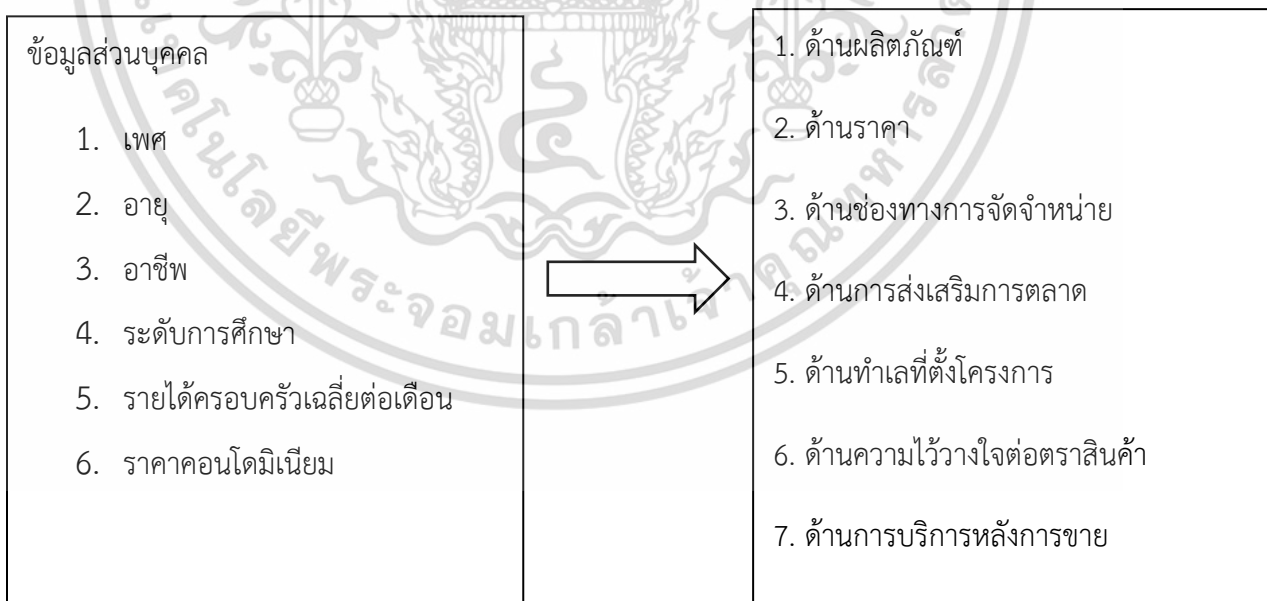 ข้อมูลส่วนบุคคล
1. เพศ
2. อายุ
3. อาชีพ
4. ระดับการศึกษา
5. รายได้ครอบครัวเฉลี่ยต่อเดือน
6. ราคาคอนโดมิเนียม
1. ด้านผลิตภัณฑ์
2. ด้านราคา
3. ด้านช่องทางการจัดจำหน่าย
4. ด้านการส่งเสริมการตลาด
5. ด้านทำเลที่ตั้งโครงการ
6. ด้านความไว้วางใจต่อตราสินค้า
7. ด้านการบริการหลังการขาย